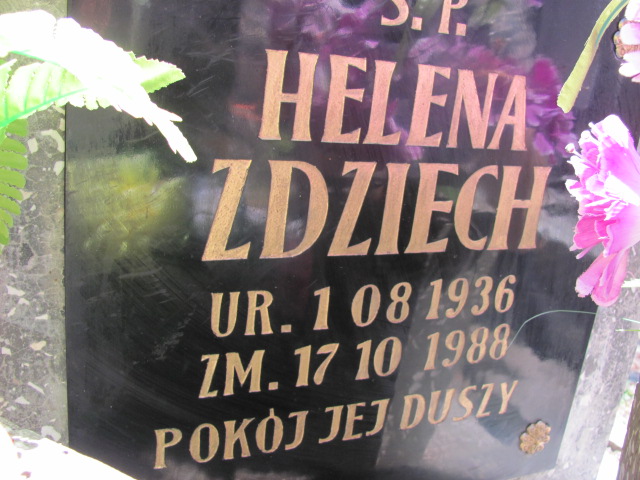 Ś.P.
HELENA
ZDZIECH
UR. 1 08 1936
ZM. 17 10 1988
POKÓJ JEJ DUSZY